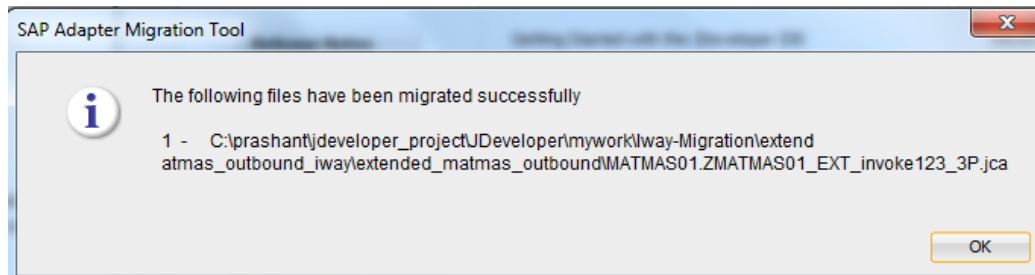 SAP Adapter Migration Tool
The following files have been migrated successfully
1 - C:\prashant\jdeveloper_project\JDeveloper\mywork\Iway-Migration\extend
atmas_outbound_iway\extended_matmas_outbound\MATMAS01.ZMATMAS01_EXT_invoke123_3P.jca
OK